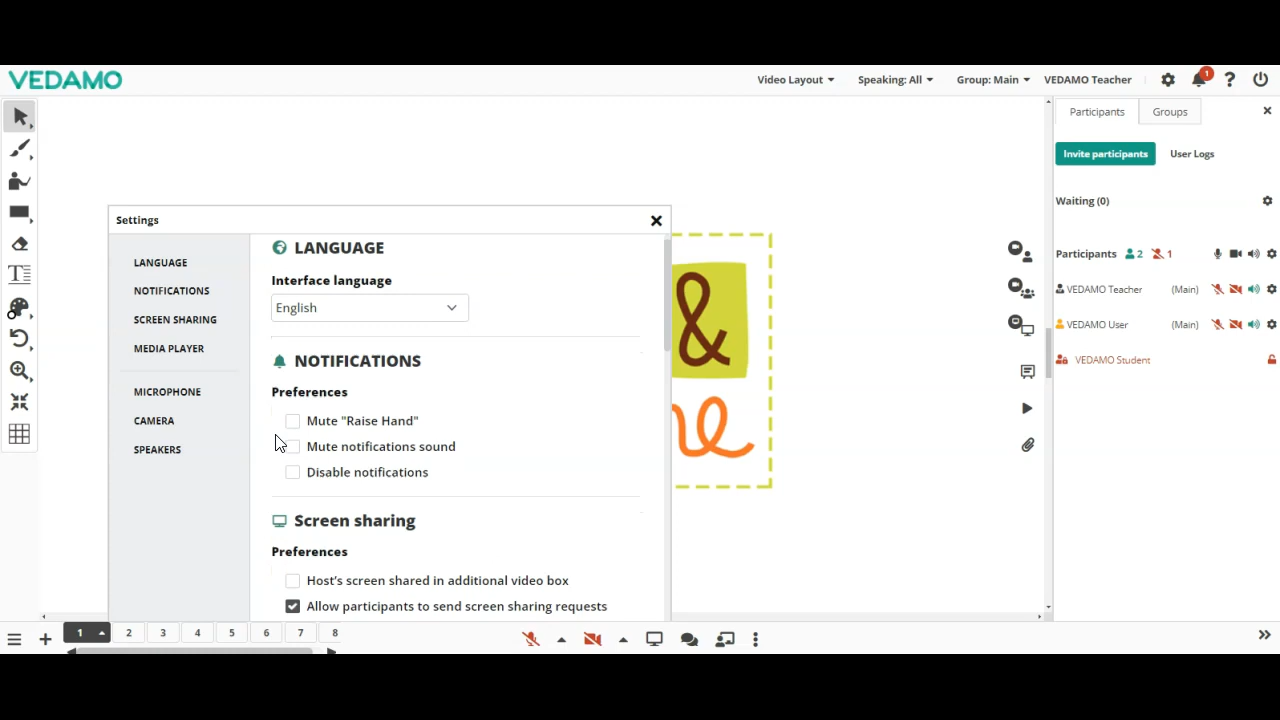 VEDAMO
Video Layout
Speaking: All
Group: Main
VEDAMO Teacher
1
?
Participants
Groups
Invite participants
User Logs
Waiting (0)
Participants 2 1
VEDAMO Teacher (Main)
VEDAMO User (Main)
VEDAMO Student
Settings
LANGUAGE
NOTIFICATIONS
SCREEN SHARING
MEDIA PLAYER
MICROPHONE
CAMERA
SPEAKERS
LANGUAGE
Interface language
English
NOTIFICATIONS
Preferences
Mute "Raise Hand"
Mute notifications sound
Disable notifications
Screen sharing
Preferences
Host's screen shared in additional video box
Allow participants to send screen sharing requests
&
ne
1 2 3 4 5 6 7 8